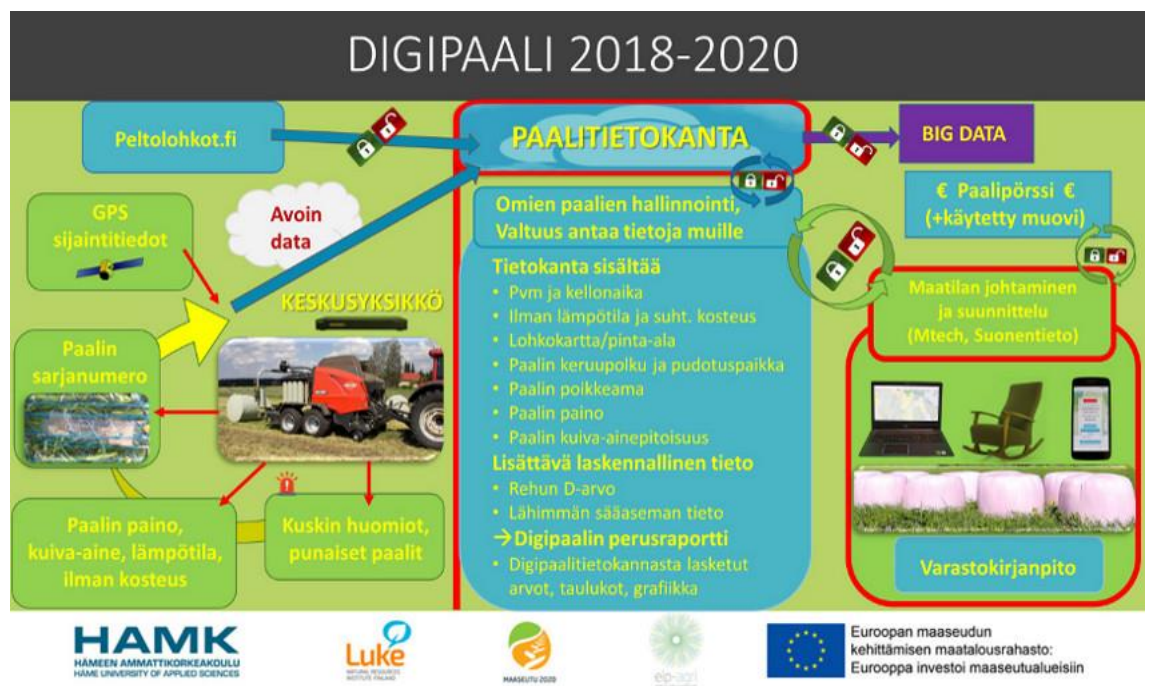 DIGIPAALI 2018-2020
Peltolohkot.fi
PAALITIETOKANTA
BIG DATA
GPS
sijaintitiedot
Avoin
data
Omien paalien hallinnointi,
Valtuus antaa tietoja muille
€ Paalipörssi €
(+käytetty muovi)
KESKUSYKSIKKÖ
Paalin
sarjanumero
Tietokanta sisältää
• Pvm ja kellonaika
• Ilman lämpötila ja suht. kosteus
• Lohkokartta/pinta-ala
• Paalin keruupolku ja pudotuspaikka
• Paalin poikkeama
• Paalin paino
• Paalin kuiva-ainepitoisuus
Lisättävä laskennallinen tieto
• Rehun D-arvo
• Lähimmän sääaseman tieto
→Digipaalin perusraportti
• Digipaalitietokannasta lasketut
arvot, taulukot, grafiikka
Maatilan johtaminen
ja suunnittelu
(Mtech, Suonentieto)
Paalin paino,
kuiva-aine, lämpötila,
ilman kosteus
Kuskin huomiot,
punaiset paalit
Varastokirjanpito
HAMK
HÄMEEN AMMATTIKORKEAKOULU
HÄME UNIVERSITY OF APPLIED SCIENCES
Luke
NATURAL RESOURCES
INSTITUTE FINLAND
MAASEUTU 2020
eip-agri
Euroopan maaseudun
kehittämisen maatalousrahasto:
Eurooppa investoi maaseutualueisiin